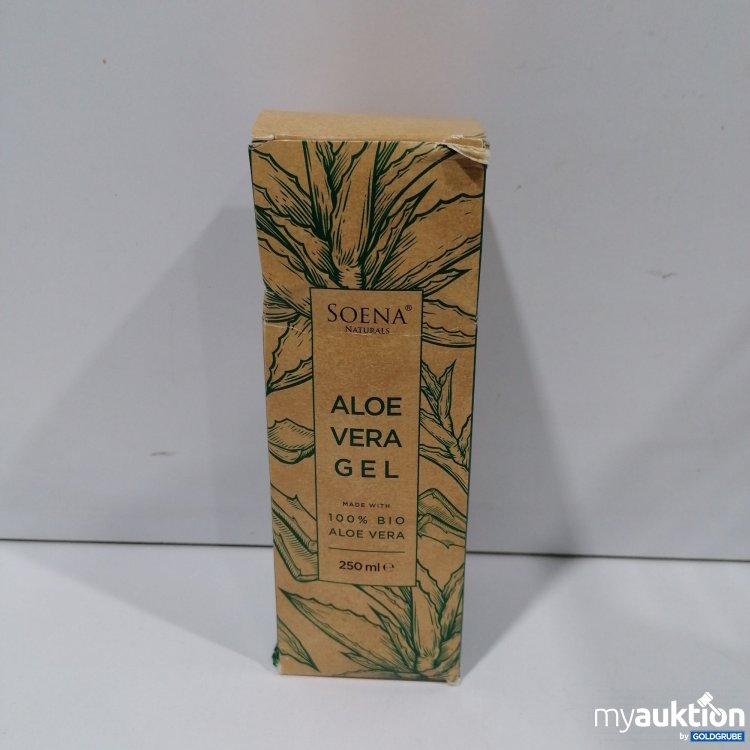 SOENA®
NATURALS
ALOE
VERA
GEL
MADE WITH
100% BIO
ALOE VERA
250 ml ℮
myauktion
by GOLDGRUBE